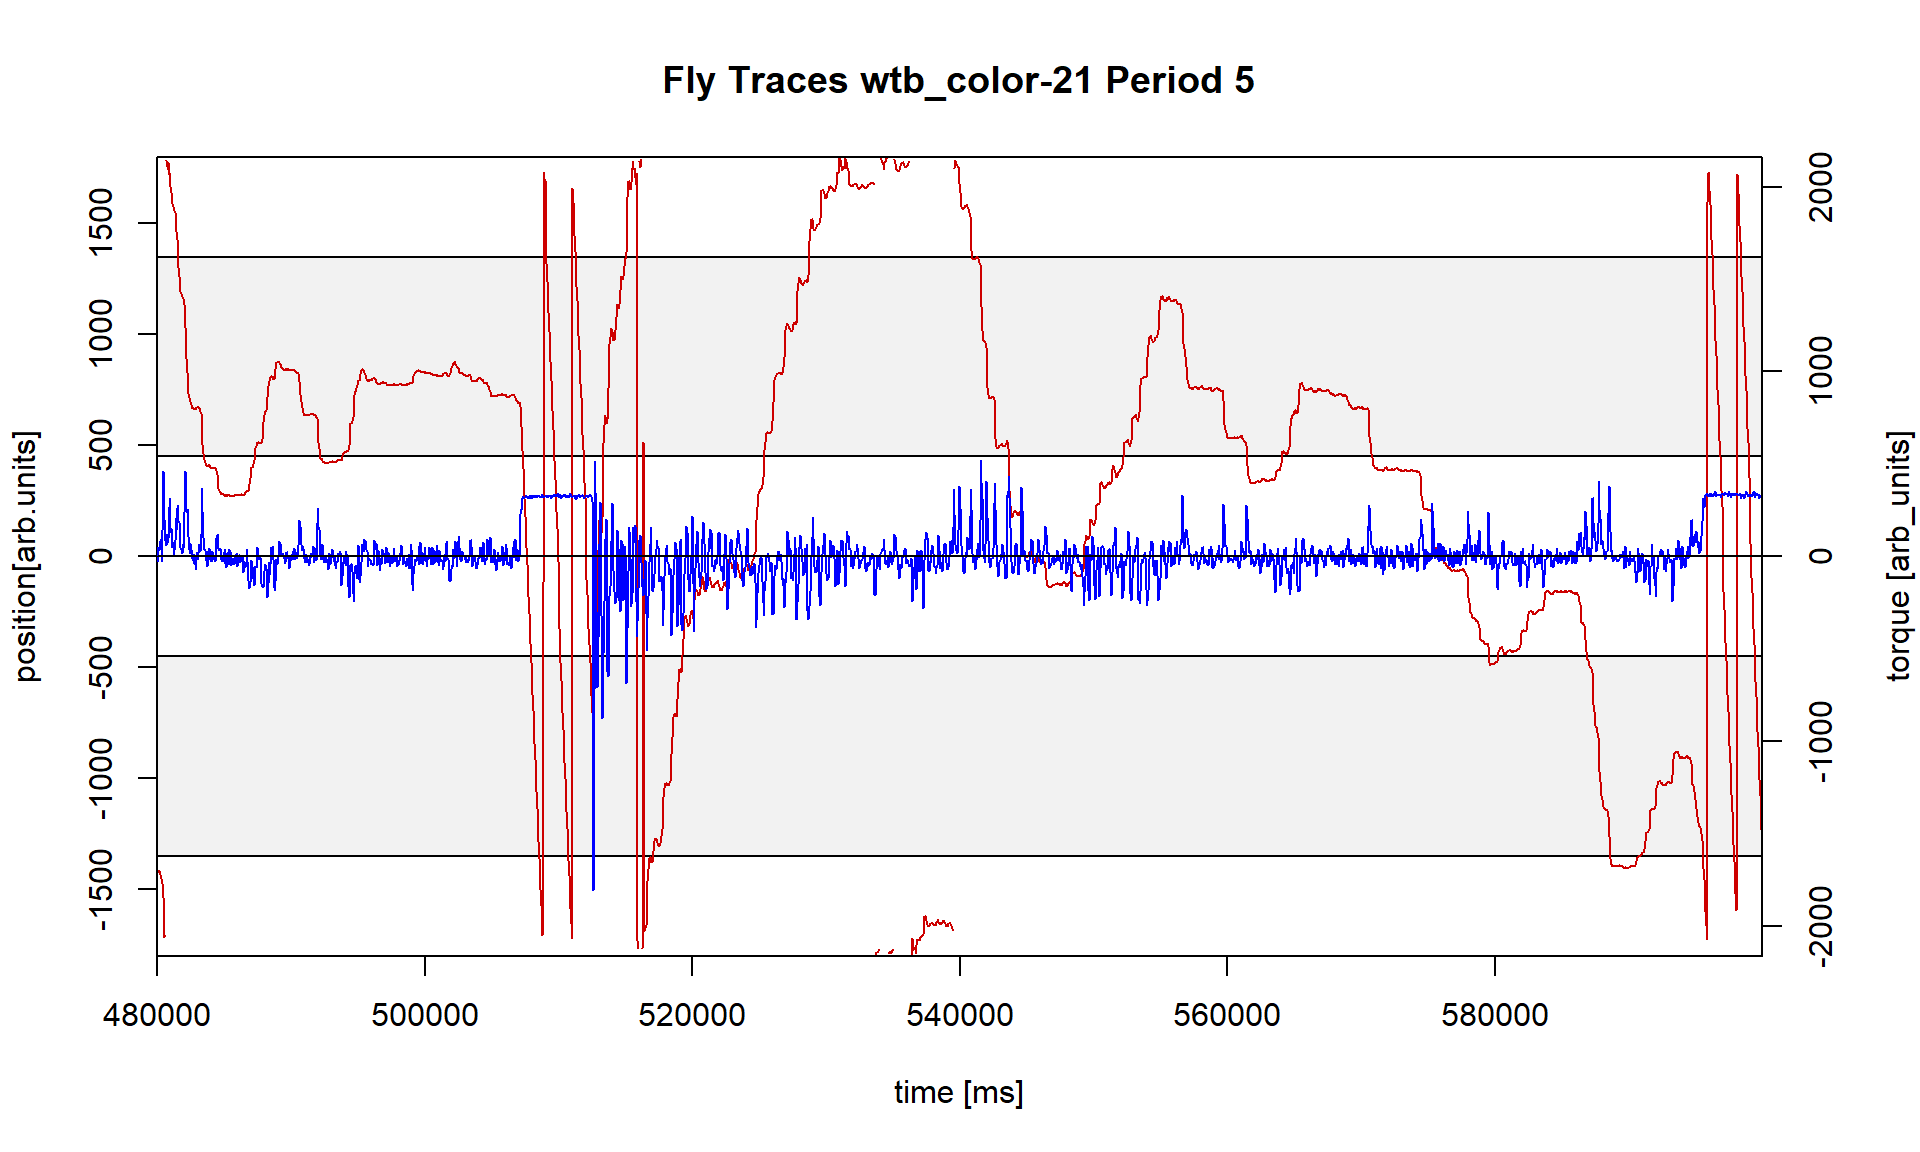 Fly Traces wtb_color-21 Period 5
position[arb.units]
1500
1000
500
0
-500
-1000
-1500
2000
1000
0
-1000
-2000
torque [arb_units]
480000 500000 520000 540000 560000 580000
time [ms]